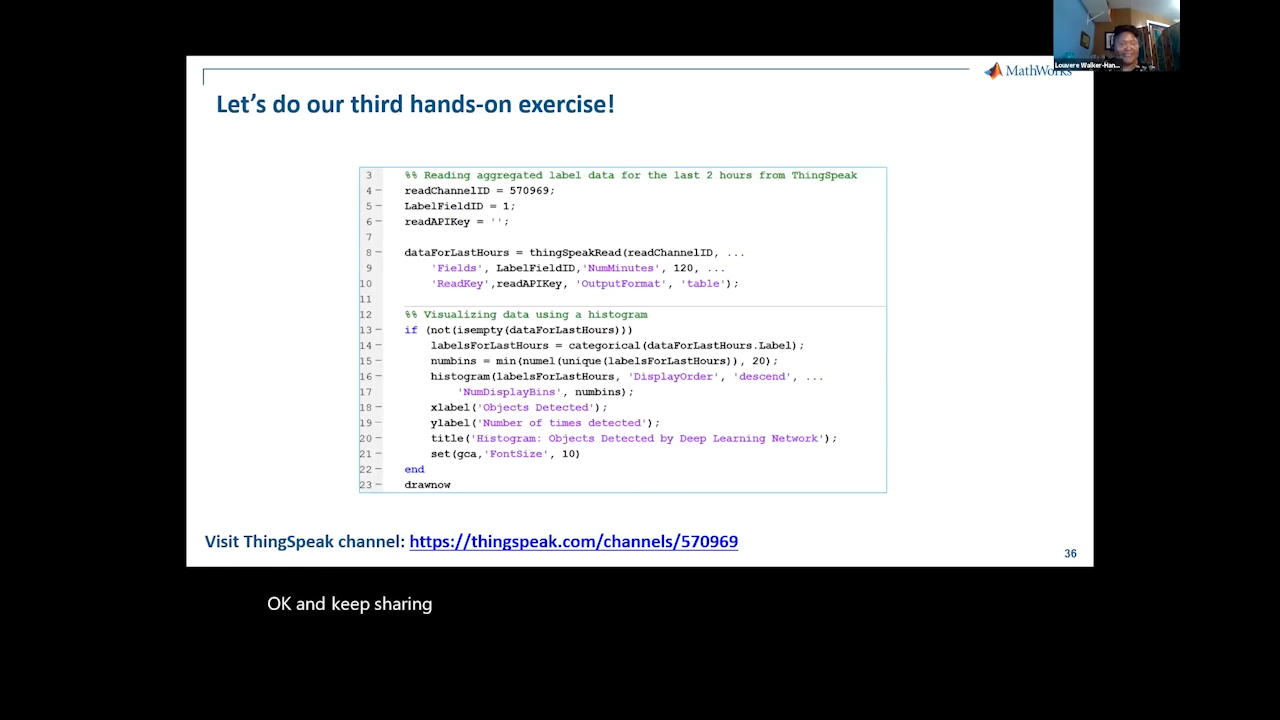 Louvere Walker-Han...
MathWorks
Let's do our third hands-on exercise!
3 %% Reading aggregated label data for the last 2 hours from ThingSpeak
4 – readChannelID = 570969;
5 – LabelFieldID = 1;
6 – readAPIKey = '';
7
8 – dataForLastHours = thingSpeakRead(readChannelID, ...
9 'Fields', LabelFieldID,'NumMinutes', 120, ...
10 'ReadKey',readAPIKey, 'OutputFormat', 'table');
11
12 %% Visualizing data using a histogram
13 – if (not(isempty(dataForLastHours)))
14 – labelsForLastHours = categorical(dataForLastHours.Label);
15 – numbins = min(numel(unique(labelsForLastHours)), 20);
16 – histogram(labelsForLastHours, 'DisplayOrder', 'descend', ...
17 'NumDisplayBins', numbins);
18 – xlabel('Objects Detected');
19 – ylabel('Number of times detected');
20 – title('Histogram: Objects Detected by Deep Learning Network');
21 – set(gca,'FontSize', 10)
22 – end
23 – drawnow
Visit ThingSpeak channel: https://thingspeak.com/channels/570969
36
OK and keep sharing